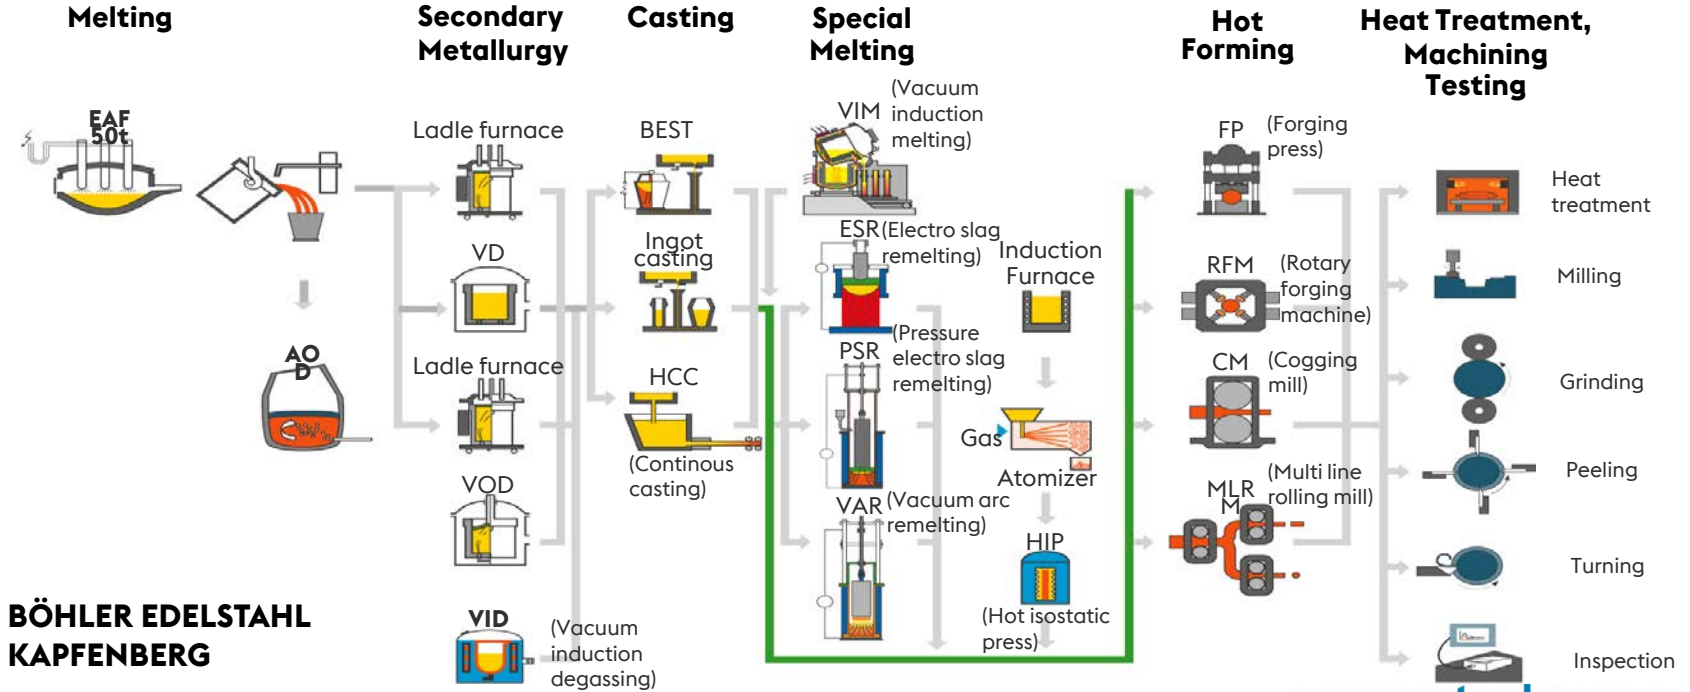 Melting
Secondary
Metallurgy
Casting
Special
Melting
Hot
Forming
Heat Treatment,
Machining
Testing
EAF
50t
AO
D
Ladle furnace
VD
Ladle furnace
VOD
VID
(Vacuum
induction
degassing)
BEST
Ingot
casting
HCC
(Continous
casting)
VIM
(Vacuum
induction
melting)
ESR
(Electro slag
remelting)
PSR
(Pressure
electro slag
remelting)
VAR
(Vacuum arc
remelting)
Induction
Furnace
Gas
Atomizer
HIP
(Hot isostatic
press)
FP
(Forging
press)
RFM
(Rotary
forging
machine)
CM
(Cogging
mill)
MLR
M
(Multi line
rolling mill)
Heat
treatment
Milling
Grinding
Peeling
Turning
Inspection
BÖHLER EDELSTAHL
KAPFENBERG